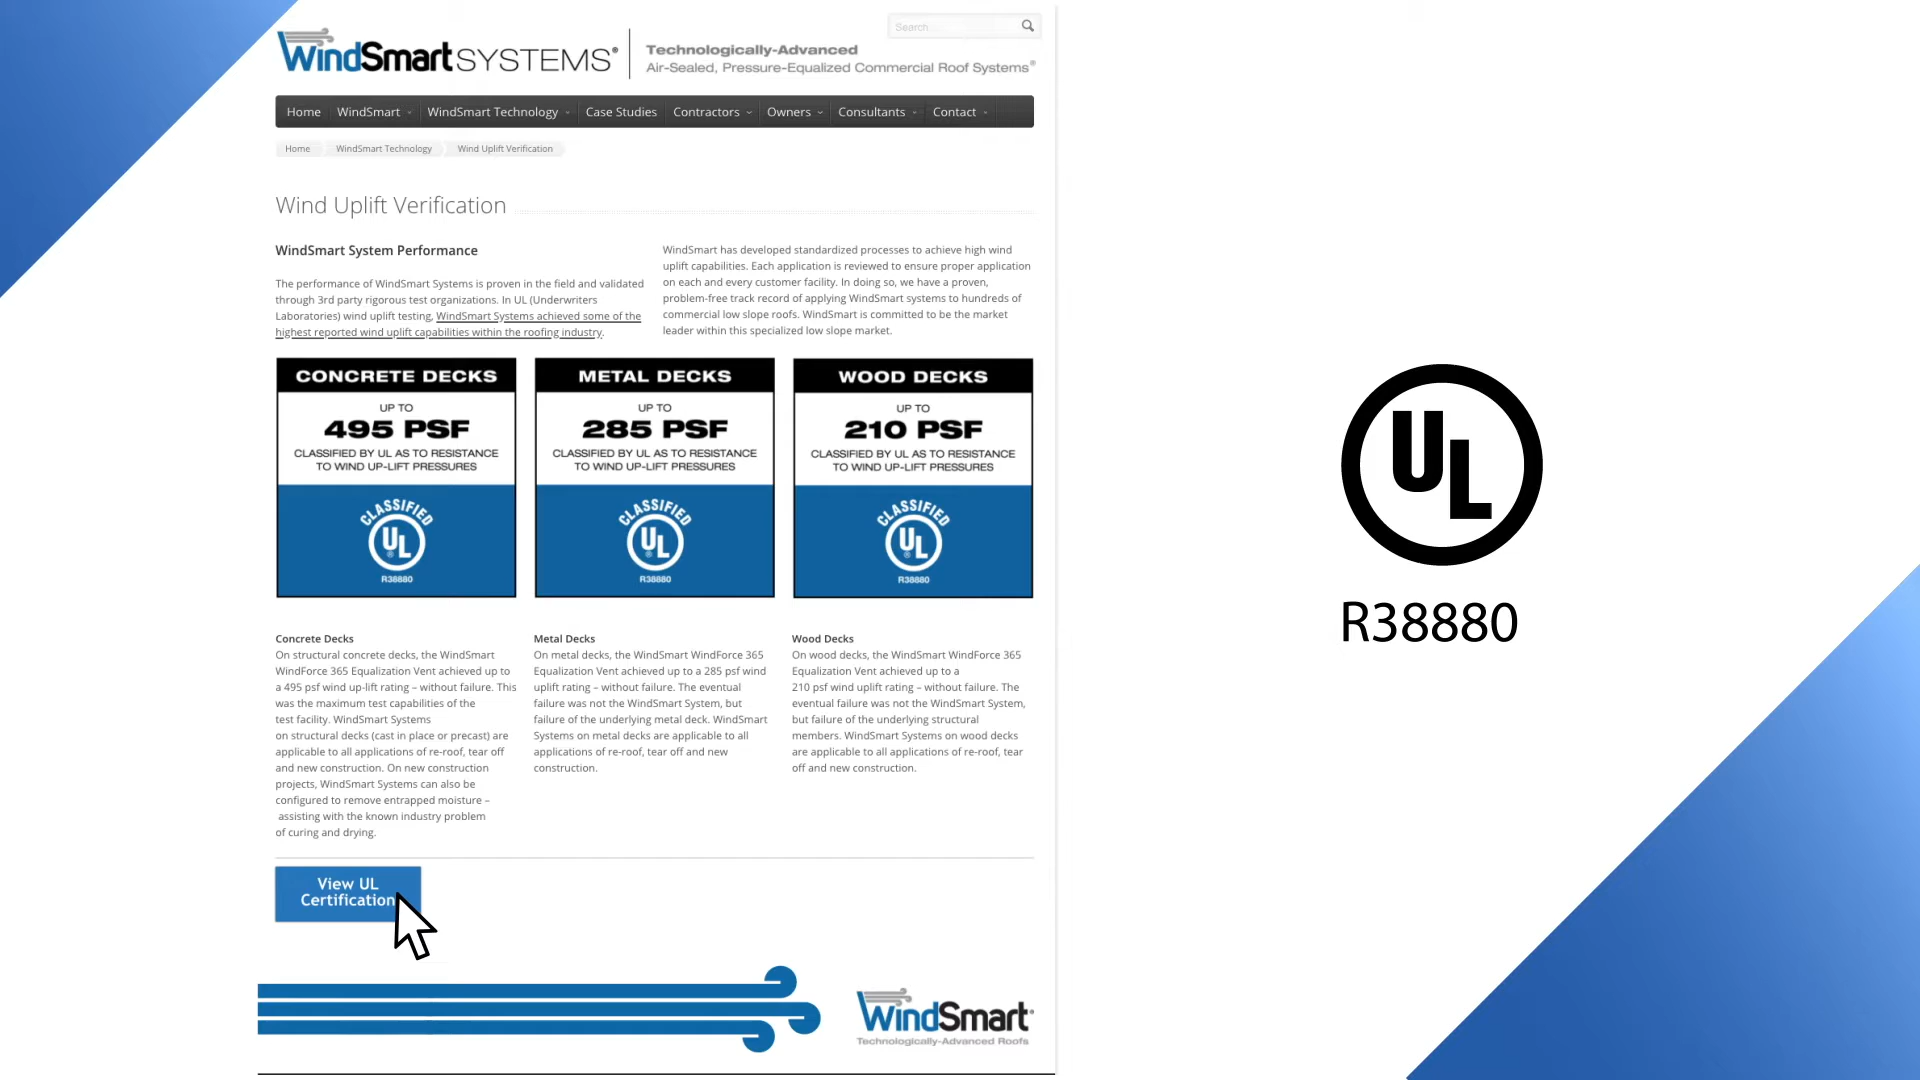 WindSmart SYSTEMS®
Technologically-Advanced
Air-Sealed, Pressure-Equalized Commercial Roof Systems®
Search...
Home WindSmart WindSmart Technology Case Studies Contractors Owners Consultants Contact
Home WindSmart Technology Wind Uplift Verification
Wind Uplift Verification
WindSmart System Performance
The performance of WindSmart Systems is proven in the field and validated
through 3rd party rigorous test organizations. In UL (Underwriters
Laboratories) wind uplift testing, WindSmart Systems achieved some of the
highest reported wind uplift capabilities within the roofing industry.
WindSmart has developed standardized processes to achieve high wind
uplift capabilities. Each application is reviewed to ensure proper application
on each and every customer facility. In doing so, we have a proven,
problem-free track record of applying WindSmart systems to hundreds of
commercial low slope roofs. WindSmart is committed to be the market
leader within this specialized low slope market.
CONCRETE DECKS
UP TO
495 PSF
CLASSIFIED BY UL AS TO RESISTANCE
TO WIND UP-LIFT PRESSURES
CLASSIFIED
UL
R38880
METAL DECKS
UP TO
285 PSF
CLASSIFIED BY UL AS TO RESISTANCE
TO WIND UP-LIFT PRESSURES
CLASSIFIED
UL
R38880
WOOD DECKS
UP TO
210 PSF
CLASSIFIED BY UL AS TO RESISTANCE
TO WIND UP-LIFT PRESSURES
CLASSIFIED
UL
R38880
Concrete Decks
On structural concrete decks, the WindSmart
WindForce 365 Equalization Vent achieved up to
a 495 psf wind up-lift rating – without failure. This
was the maximum test capabilities of the
test facility. WindSmart Systems
on structural decks (cast in place or precast) are
applicable to all applications of re-roof, tear off
and new construction. On new construction
projects, WindSmart Systems can also be
configured to remove entrapped moisture –
assisting with the known industry problem
of curing and drying.
Metal Decks
On metal decks, the WindSmart WindForce 365
Equalization Vent achieved up to a 285 psf wind
uplift rating – without failure. The eventual
failure was not the WindSmart System, but
failure of the underlying metal deck. WindSmart
Systems on metal decks are applicable to all
applications of re-roof, tear off and new
construction.
Wood Decks
On wood decks, the WindSmart WindForce 365
Equalization Vent achieved up to a
210 psf wind uplift rating – without failure. The
eventual failure was not the WindSmart System,
but failure of the underlying structural
members. WindSmart Systems on wood decks
are applicable to all applications of re-roof, tear
off and new construction.
View UL
Certification
WindSmart
Technologically-Advanced Roofs
UL
R38880